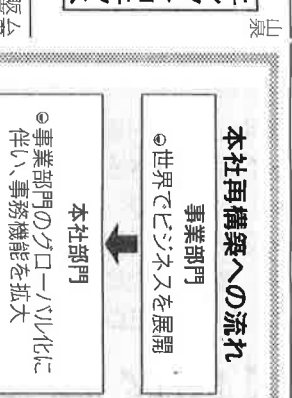 山
泉
本社再構築への流れ
事業部門
●世界でビジネスを展開
本社部門
●事業部門のグローバル化に
伴い、事務機能を拡大